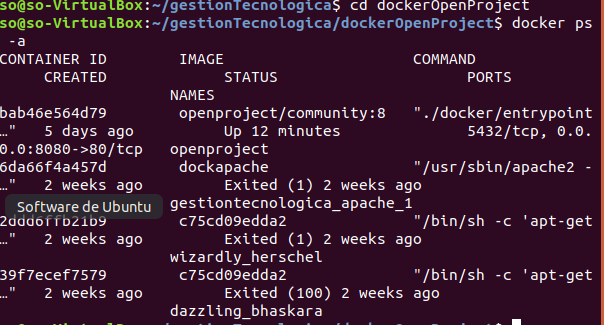 so@so-VirtualBox:~/gestionTecnologica$ cd dockerOpenProject
so@so-VirtualBox:~/gestionTecnologica/dockerOpenProject$ docker ps
-a
CONTAINER ID IMAGE COMMAND
CREATED STATUS PORTS
NAMES
bab46e564d79 openproject/community:8 "./docker/entrypoint
…" 5 days ago Up 12 minutes 5432/tcp, 0.0.
0.0:8080->80/tcp openproject
6da66f4a457d dockapache "/usr/sbin/apache2 -
…" 2 weeks ago Exited (1) 2 weeks ago
Software de Ubuntu gestiontecnologica_apache_1
2ddd6ffb21b9 c75cd09edda2 "/bin/sh -c 'apt-get
…" 2 weeks ago Exited (1) 2 weeks ago
wizardly_herschel
39f7ecef7579 c75cd09edda2 "/bin/sh -c 'apt-get
…" 2 weeks ago Exited (100) 2 weeks ago
dazzling_bhaskara